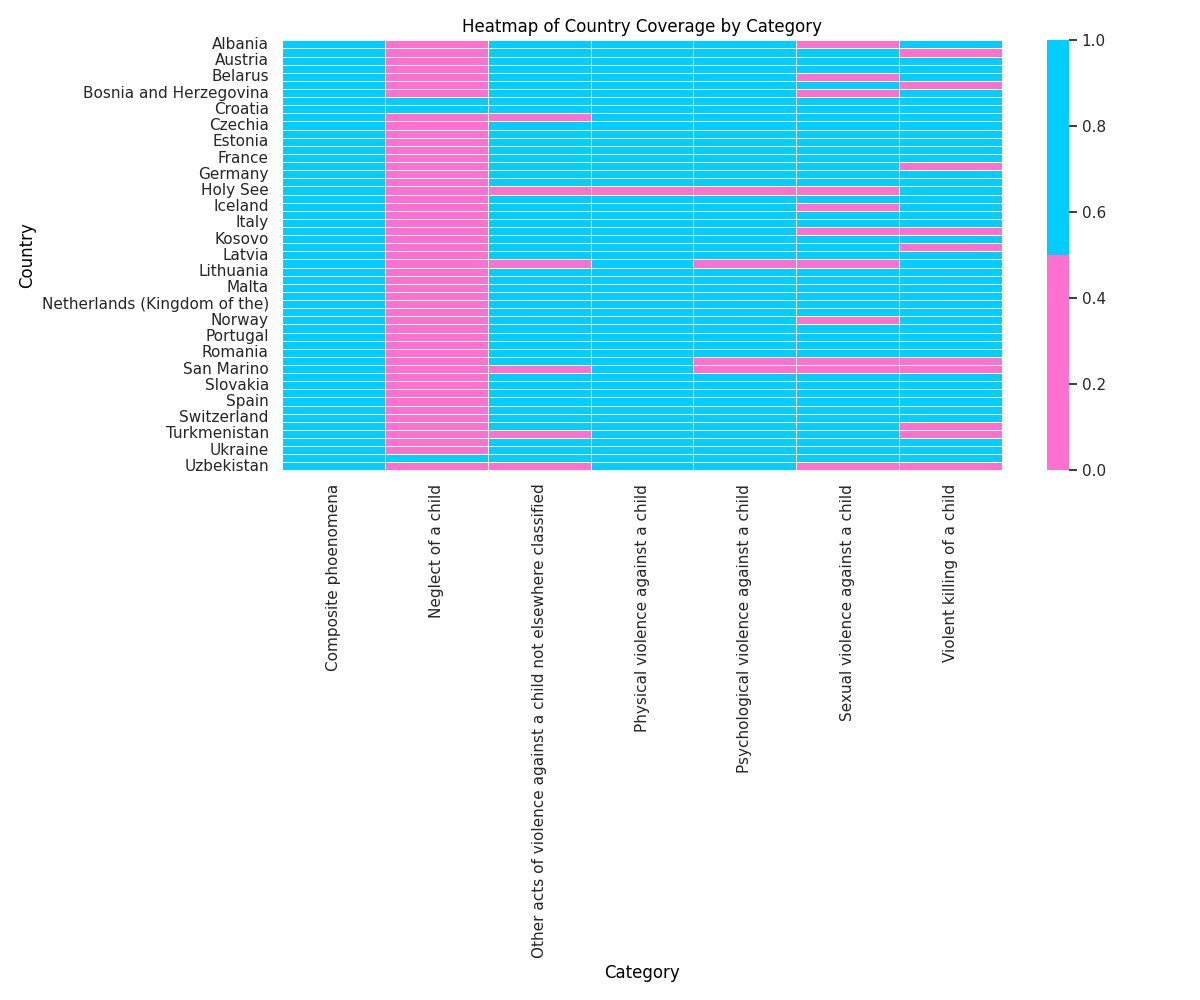 Heatmap of Country Coverage by Category
Albania
Austria
Belarus
Bosnia and Herzegovina
Croatia
Czechia
Estonia
France
Germany
Holy See
Iceland
Italy
Kosovo
Latvia
Lithuania
Malta
Netherlands (Kingdom of the)
Norway
Portugal
Romania
San Marino
Slovakia
Spain
Switzerland
Turkmenistan
Ukraine
Uzbekistan
Country
1.0
0.8
0.6
0.4
0.2
0.0
Composite phoenomena
Neglect of a child
Other acts of violence against a child not elsewhere classified
Physical violence against a child
Psychological violence against a child
Sexual violence against a child
Violent killing of a child
Category